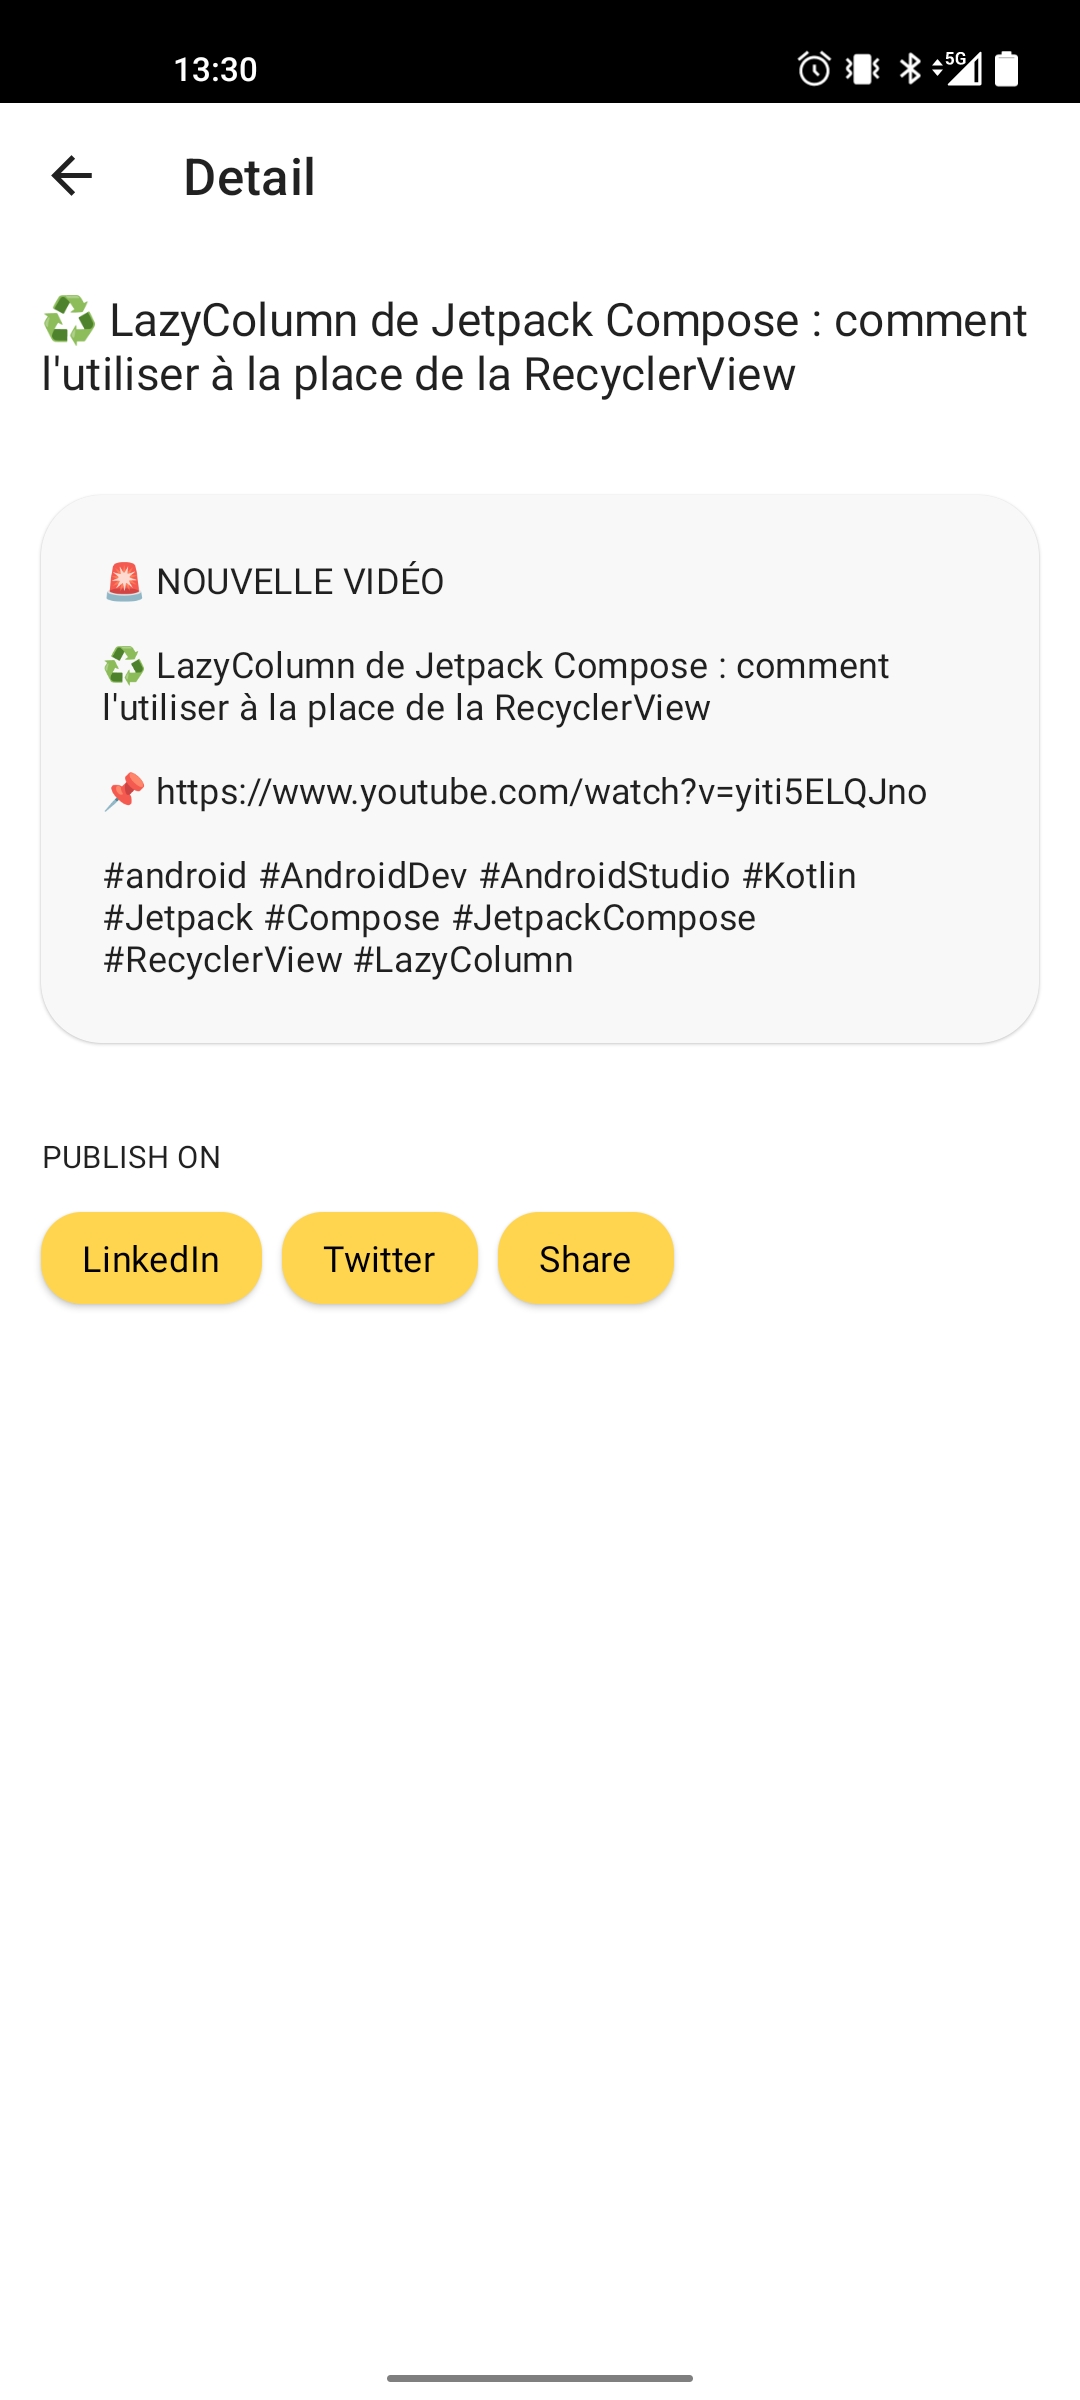 13:30
5G
Detail
♻️ LazyColumn de Jetpack Compose : comment
l'utiliser à la place de la RecyclerView
🚨 NOUVELLE VIDÉO
♻️ LazyColumn de Jetpack Compose : comment
l'utiliser à la place de la RecyclerView
📌 https://www.youtube.com/watch?v=yiti5ELQJno
#android #AndroidDev #AndroidStudio #Kotlin
#Jetpack #Compose #JetpackCompose
#RecyclerView #LazyColumn
PUBLISH ON
LinkedIn
Twitter
Share